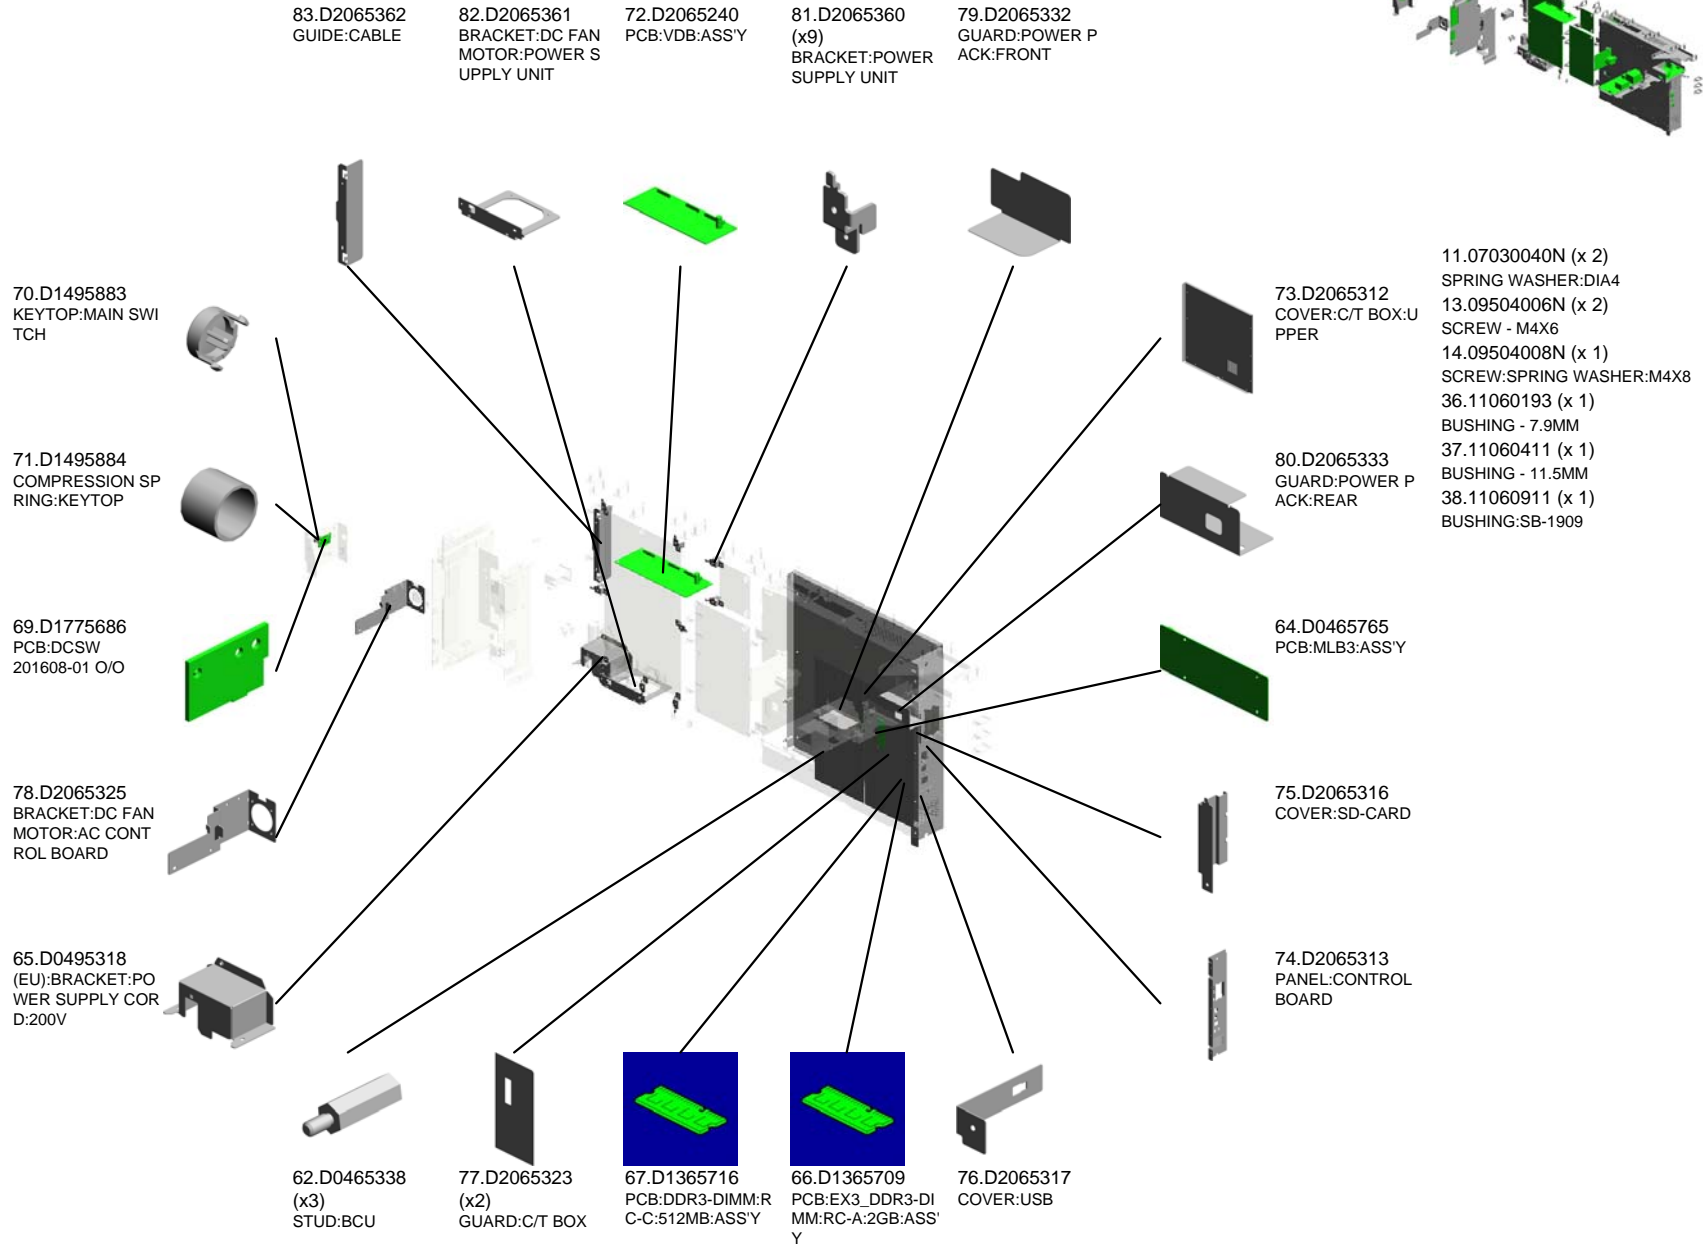 83.D2065362
GUIDE:CABLE
82.D2065361
BRACKET:DC FAN
MOTOR:POWER S
UPPLY UNIT
72.D2065240
PCB:VDB:ASS'Y
81.D2065360
(x9)
BRACKET:POWER
SUPPLY UNIT
79.D2065332
GUARD:POWER P
ACK:FRONT
70.D1495883
KEYTOP:MAIN SWI
TCH
71.D1495884
COMPRESSION SP
RING:KEYTOP
69.D1775686
PCB:DCSW
201608-01 O/O
78.D2065325
BRACKET:DC FAN
MOTOR:AC CONT
ROL BOARD
65.D0495318
(EU):BRACKET:PO
WER SUPPLY COR
D:200V
73.D2065312
COVER:C/T BOX:U
PPER
80.D2065333
GUARD:POWER P
ACK:REAR
64.D0465765
PCB:MLB3:ASS'Y
75.D2065316
COVER:SD-CARD
74.D2065313
PANEL:CONTROL
BOARD
11.07030040N (x 2)
SPRING WASHER:DIA4
13.09504006N (x 2)
SCREW - M4X6
14.09504008N (x 1)
SCREW:SPRING WASHER:M4X8
36.11060193 (x 1)
BUSHING - 7.9MM
37.11060411 (x 1)
BUSHING - 11.5MM
38.11060911 (x 1)
BUSHING:SB-1909
62.D0465338
(x3)
STUD:BCU
77.D2065323
(x2)
GUARD:C/T BOX
67.D1365716
PCB:DDR3-DIMM:R
C-C:512MB:ASS'Y
66.D1365709
PCB:EX3_DDR3-DI
MM:RC-A:2GB:ASS'
Y
76.D2065317
COVER:USB